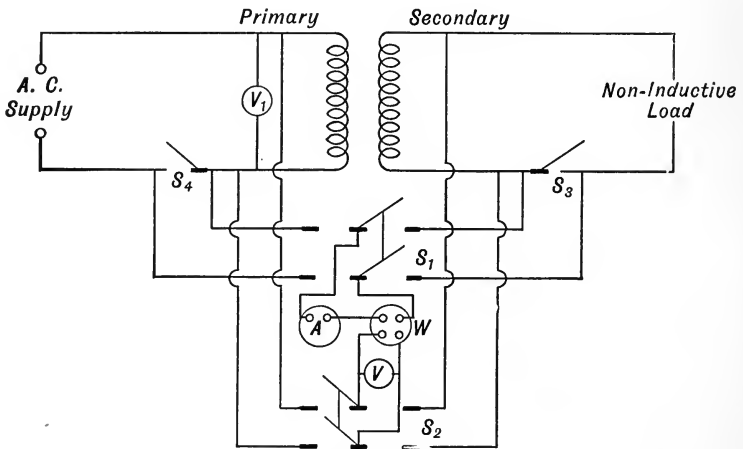 Primary
Secondary
A. C.
Supply
V₁
Non-Inductive
Load
S₄
S₃
S₁
A
W
V
S₂